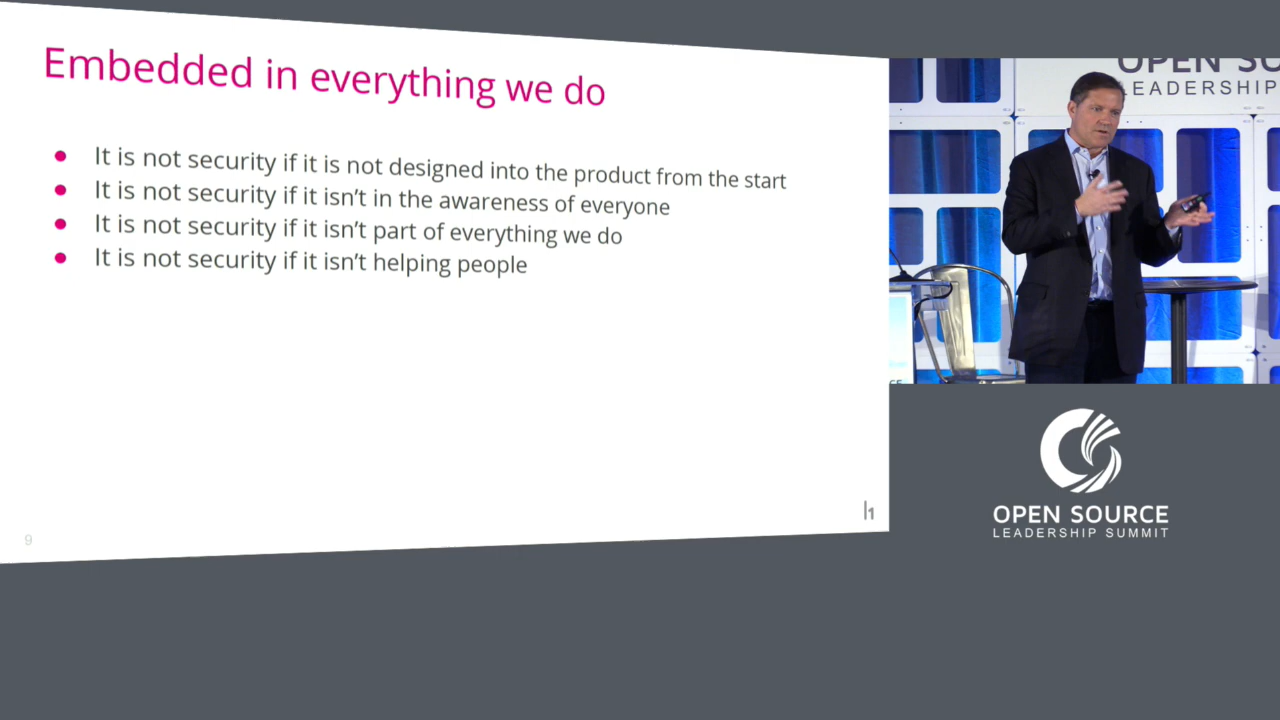 Embedded in everything we do
It is not security if it is not designed into the product from the start
It is not security if it isn't in the awareness of everyone
It is not security if it isn't part of everything we do
It is not security if it isn't helping people
9
l1
OPEN SO
LEADERSHIP
OPEN SOURCE
LEADERSHIP SUMMIT